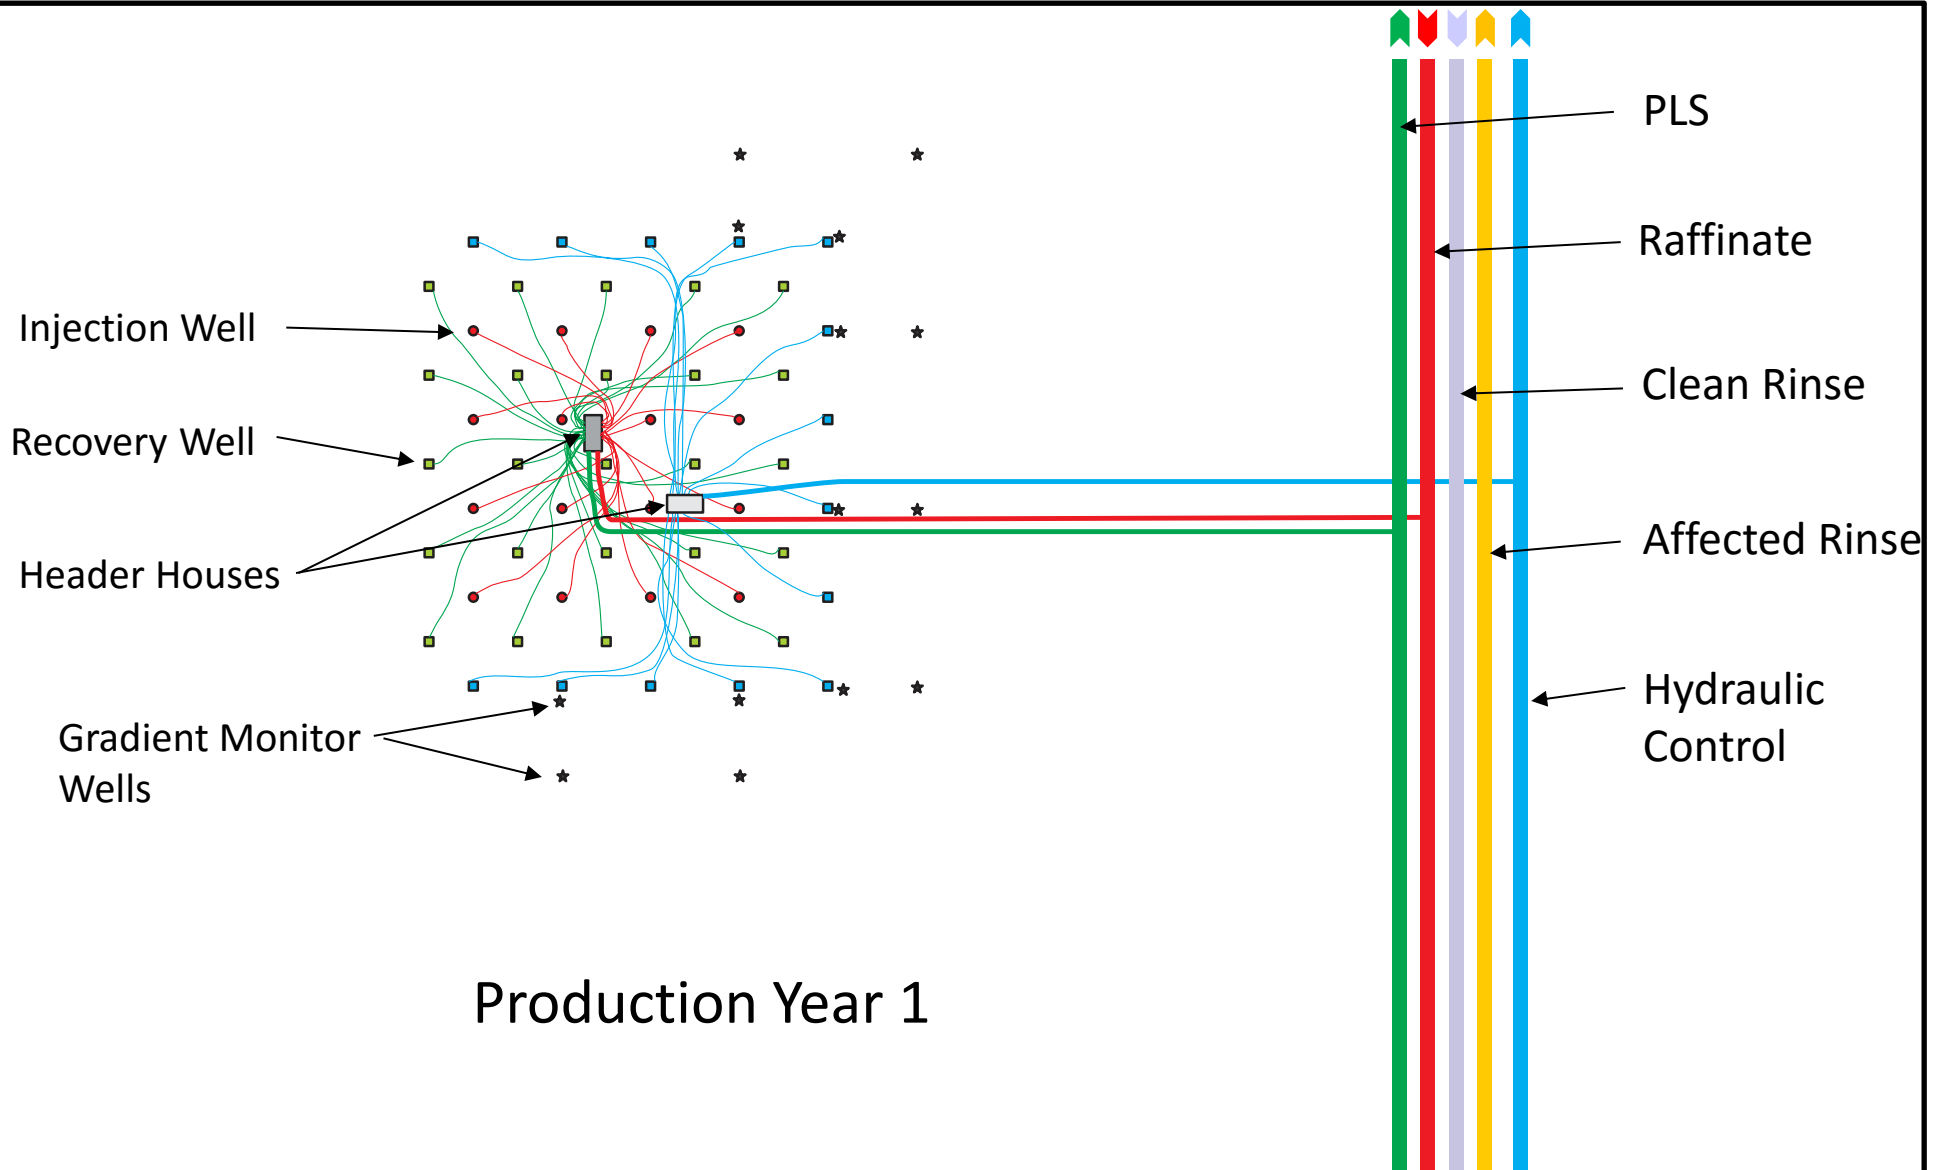 PLS
Raffinate
Injection Well
Clean Rinse
Recovery Well
Affected Rinse
Header Houses
Hydraulic
Control
Gradient Monitor
Wells
Production Year 1